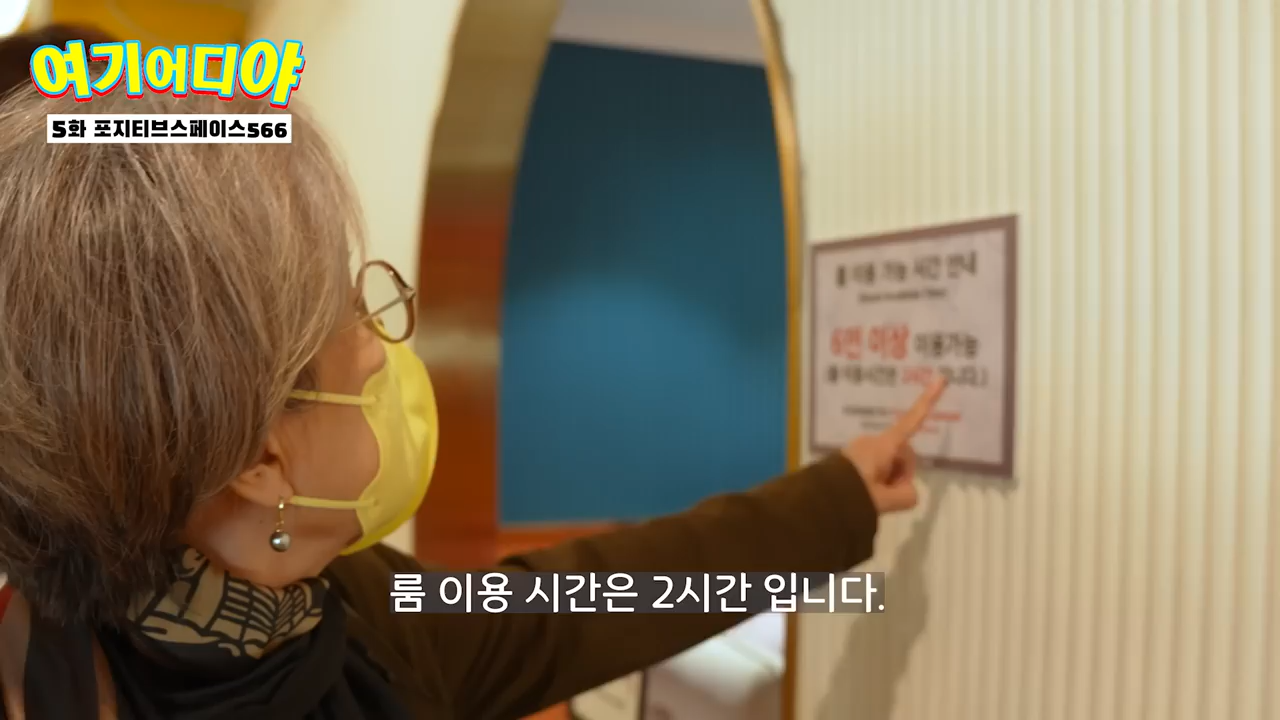 여기어디야
5화 포지티브스페이스566
룸 이용 가능 시간 안내
6인 이상 이용가능
룸 이용 시간은 2시간 입니다.